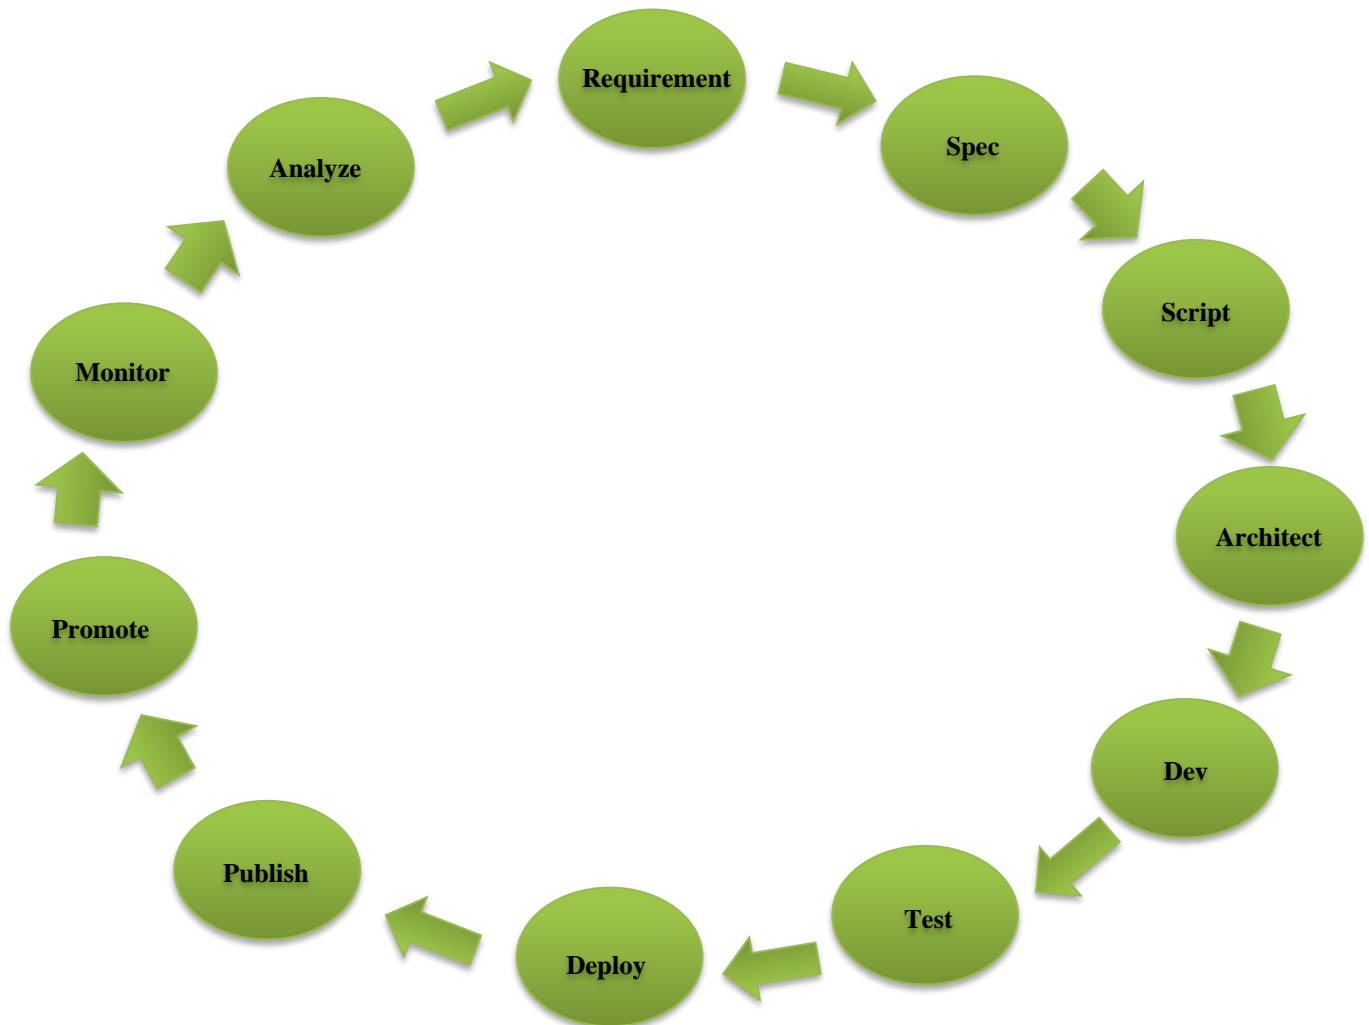 Requirement
Spec
Script
Architect
Dev
Test
Deploy
Publish
Promote
Monitor
Analyze